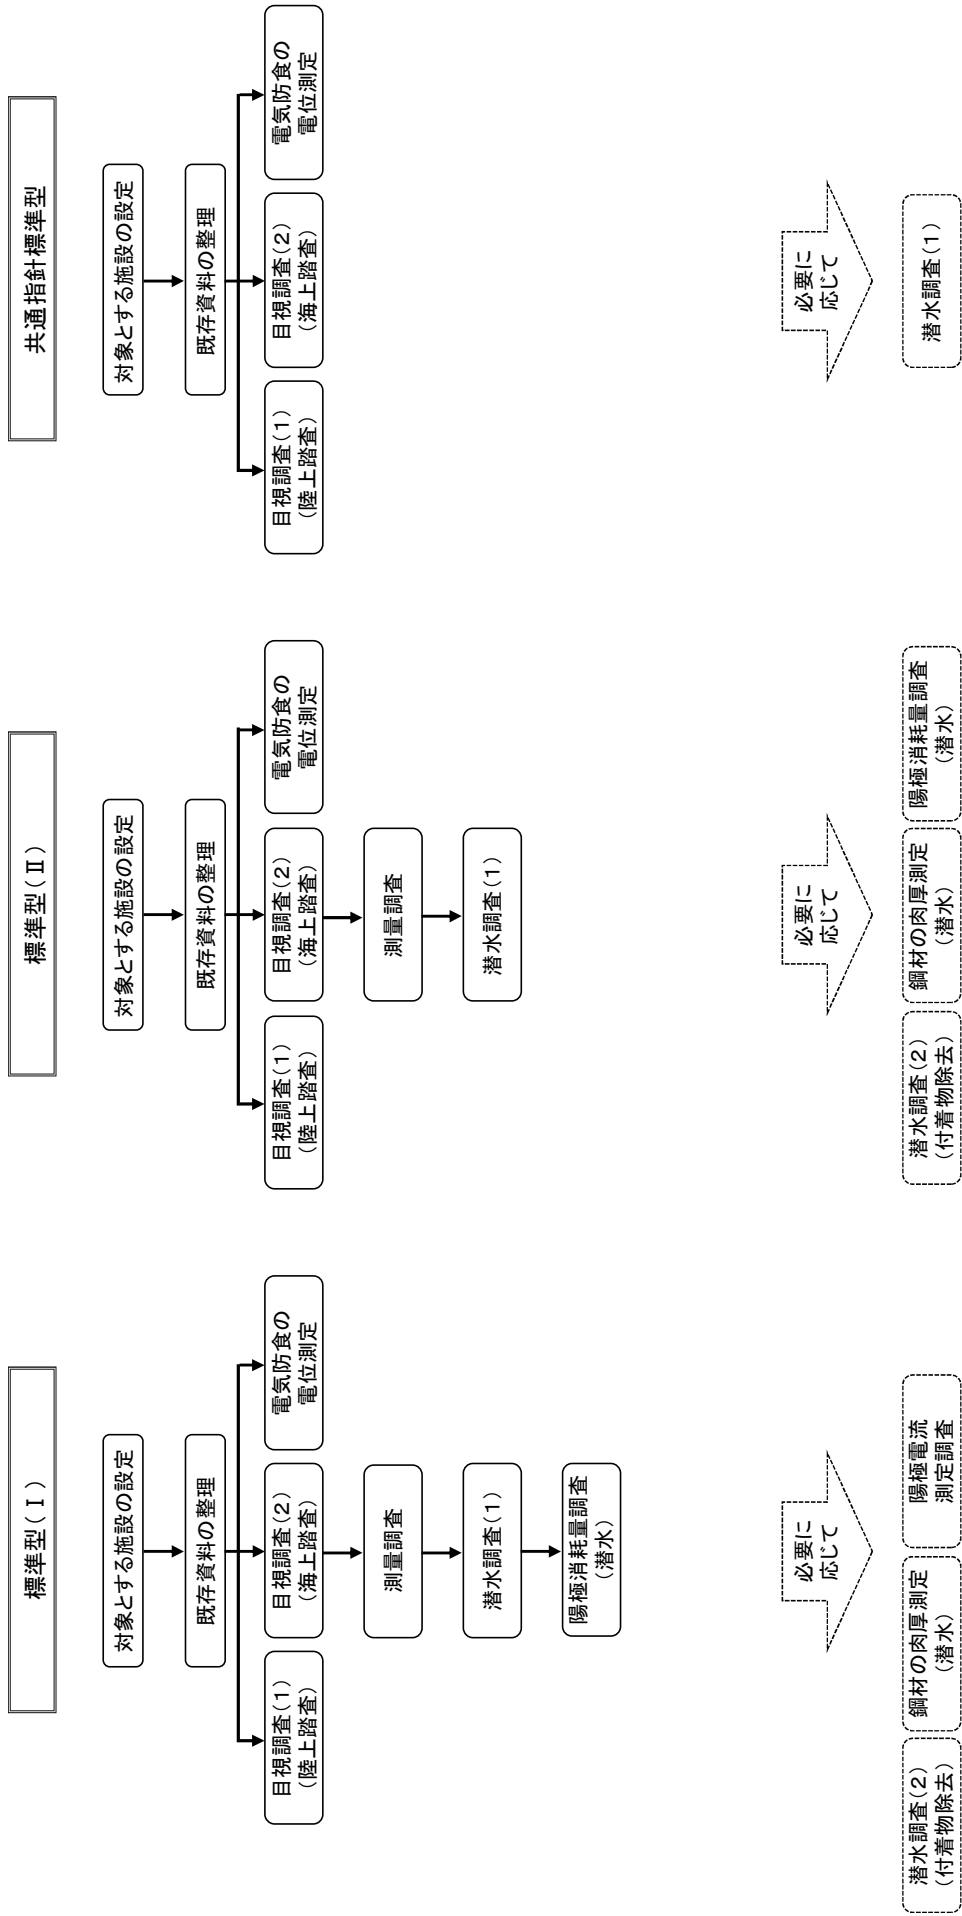 標準型(Ⅰ)
対象とする施設の設定
既存資料の整理
目視調査(1)
(陸上踏査)
目視調査(2)
(海上踏査)
電気防食の
電位測定
測量調査
潜水調査(1)
陽極消耗量調査
(潜水)
必要に
応じて
潜水調査(2)
(付着物除去)
鋼材の肉厚測定
(潜水)
陽極電流
測定調査
標準型(Ⅱ)
対象とする施設の設定
既存資料の整理
目視調査(1)
(陸上踏査)
目視調査(2)
(海上踏査)
電気防食の
電位測定
測量調査
潜水調査(1)
必要に
応じて
潜水調査(2)
(付着物除去)
鋼材の肉厚測定
(潜水)
陽極消耗量調査
(潜水)
共通指針標準型
対象とする施設の設定
既存資料の整理
目視調査(1)
(陸上踏査)
目視調査(2)
(海上踏査)
電気防食の
電位測定
必要に
応じて
潜水調査(1)